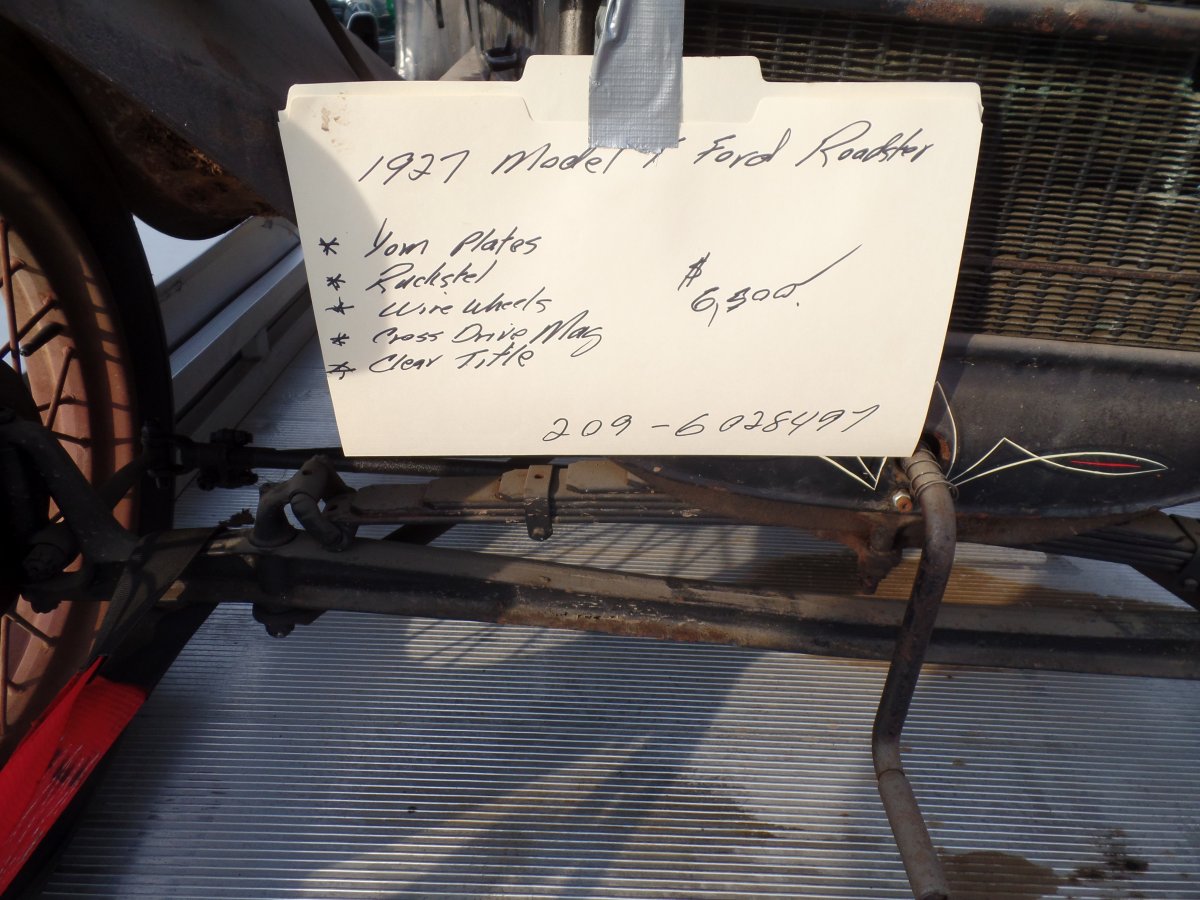 1927 Model T Ford Roadster
* Yom Plates
* Ruckstel
* Wire Wheels
* Cross Drive Mag
* Clear Title
$
6,300.
209-6028497